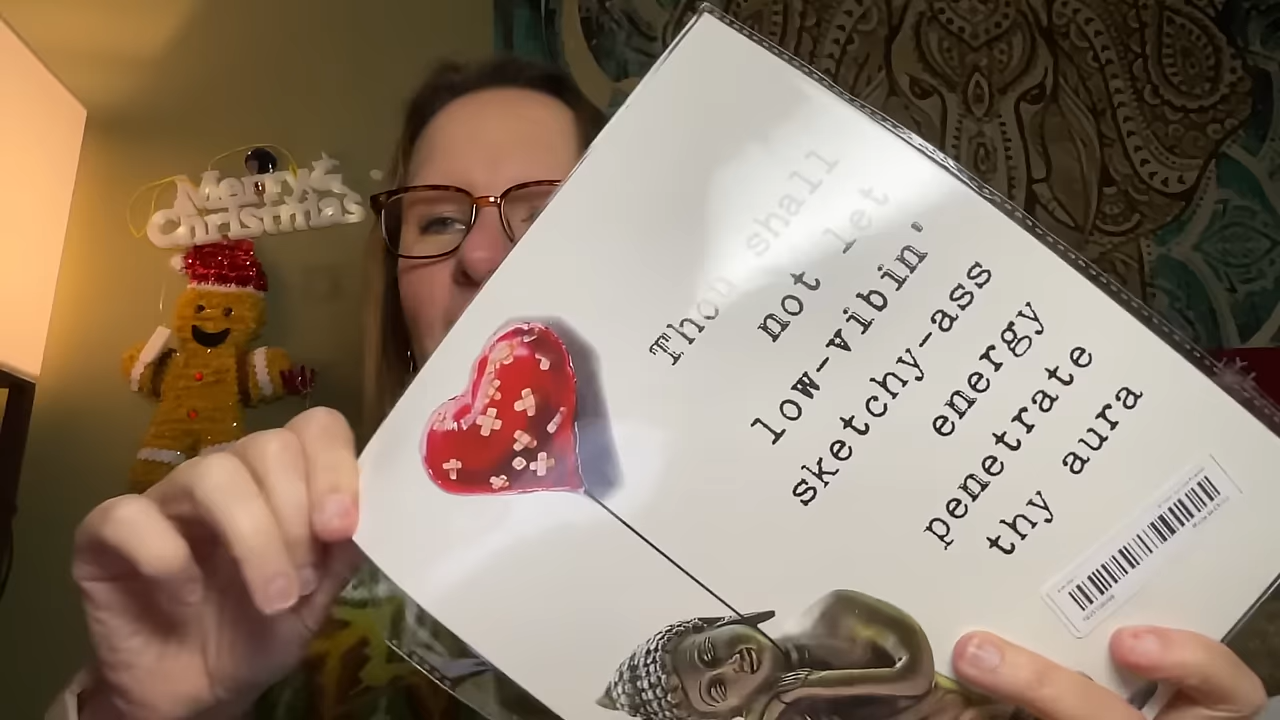 Merry
Christmas
Thou shall
not let
low-vibin'
sketchy-ass
energy
penetrate
thy aura